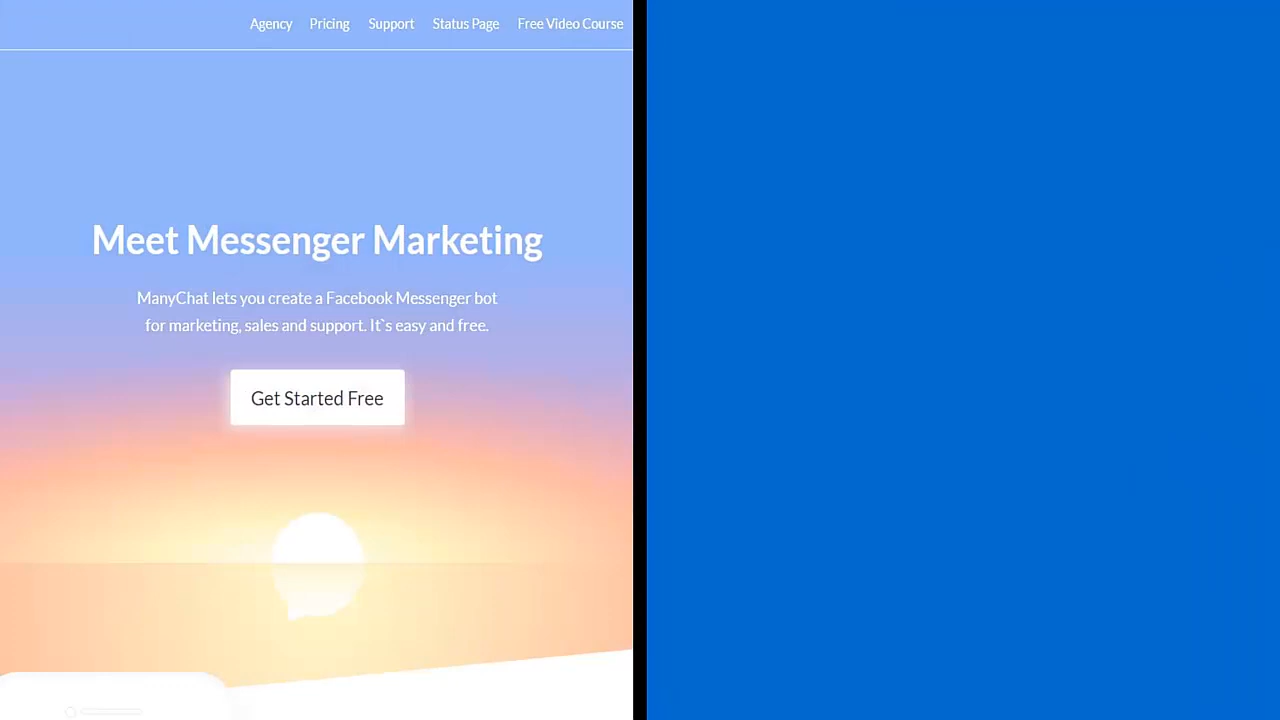 Agency Pricing Support Status Page Free Video Course
Meet Messenger Marketing
ManyChat lets you create a Facebook Messenger bot
for marketing, sales and support. It`s easy and free.
Get Started Free